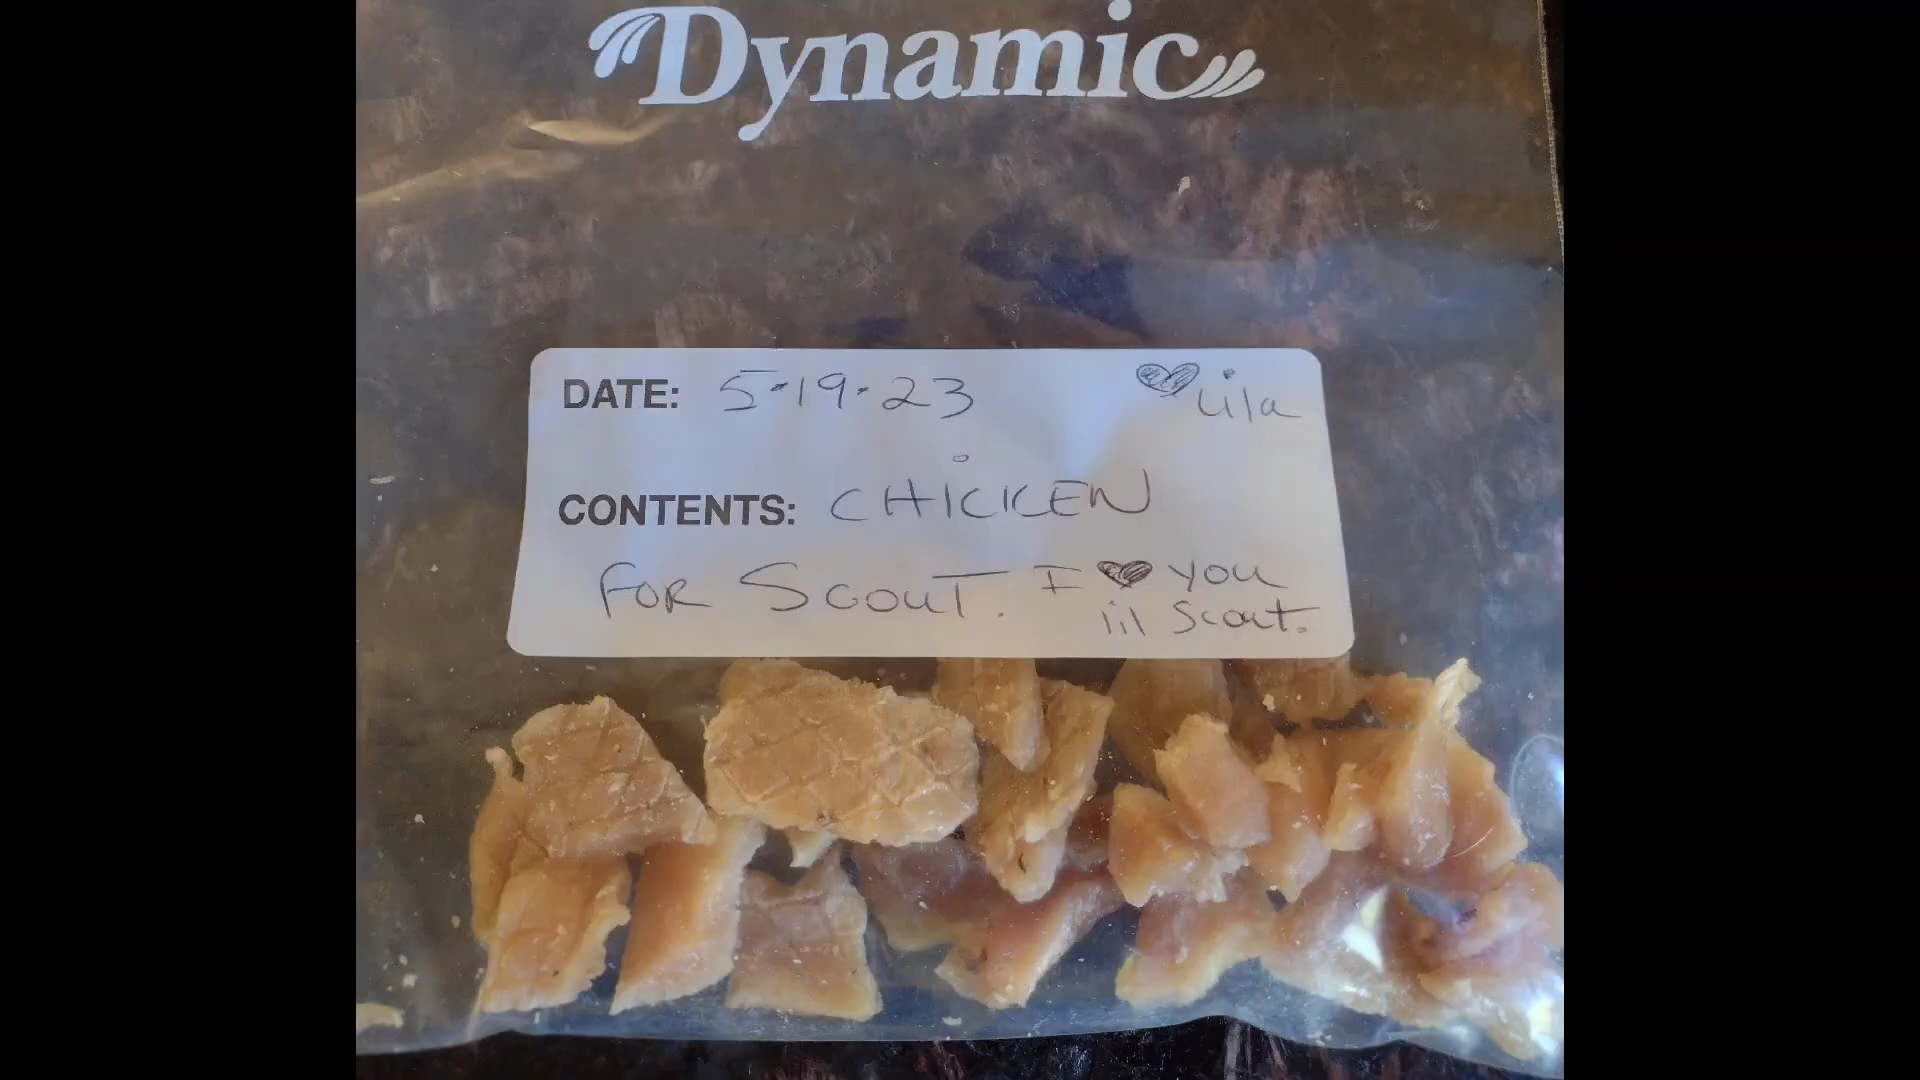 Dynamic
DATE: 5-19-23 ♥ Lila
CONTENTS: CHICKEN
FOR SCOUT. I ♥ you
lil Scout.